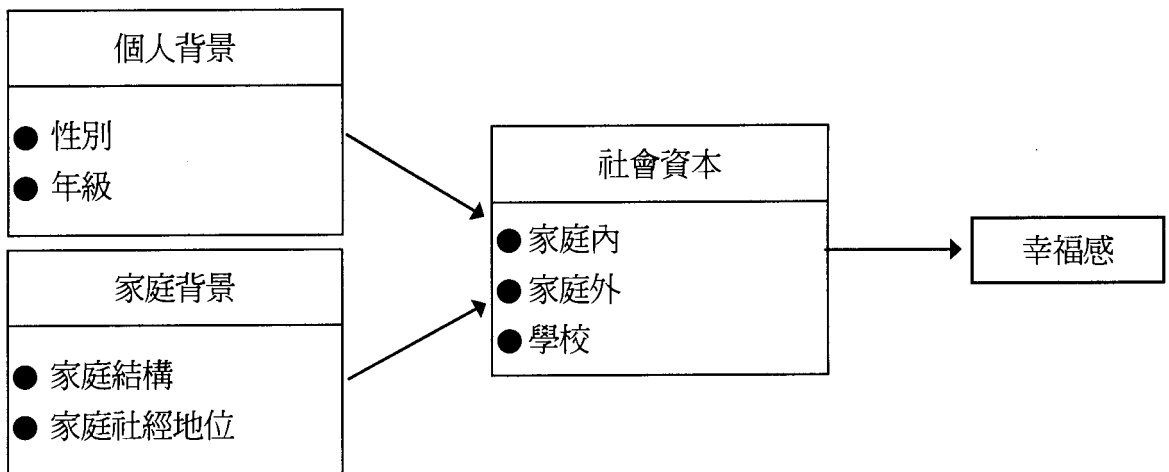 個人背景
● 性別
● 年級
家庭背景
● 家庭結構
● 家庭社經地位
社會資本
● 家庭內
● 家庭外
● 學校
幸福感